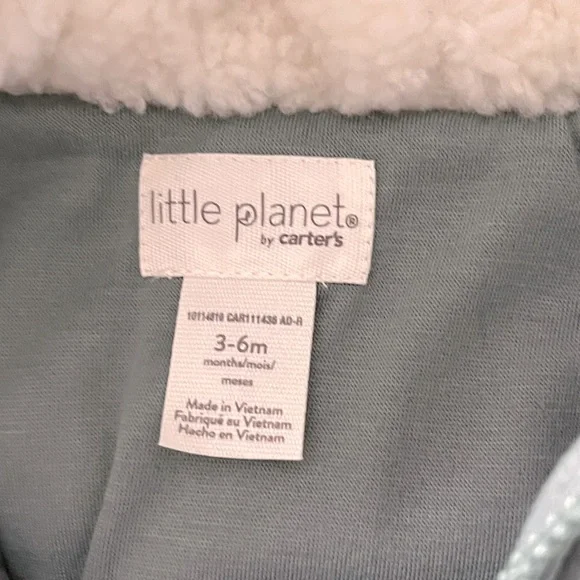 little planet®
by carter's
10114810 CAR111436 AD-R
3-6m
months/mois/
meses
Made in Vietnam
Fabriqué au Vietnam
Hecho en Vietnam